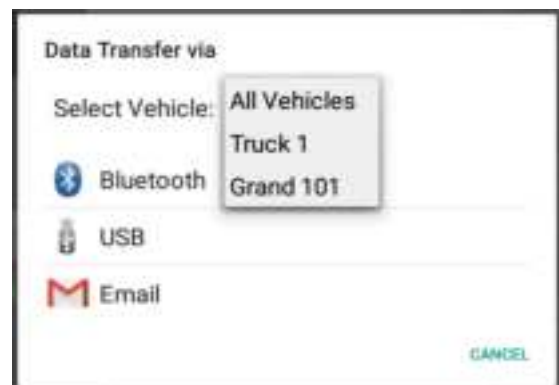 Data Transfer via
Select Vehicle: All Vehicles
Truck 1
Bluetooth Grand 101
USB
Email
CANCEL